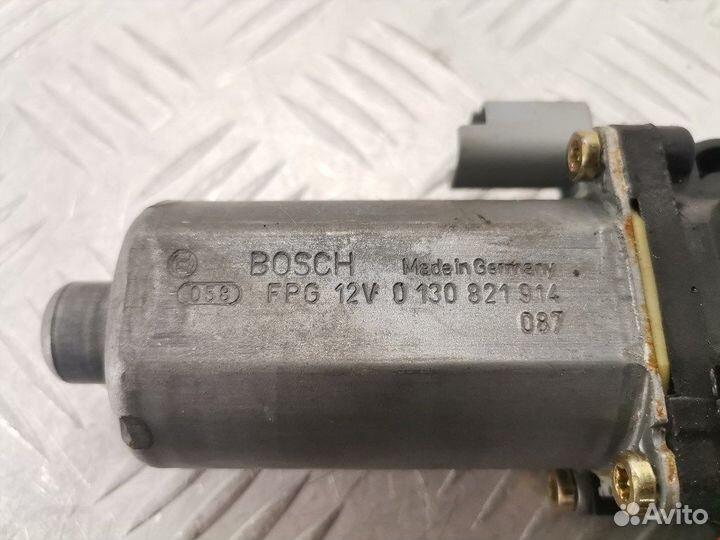 BOSCH Made in Germany
058 FPG 12V 0 130 821 914
087
Avito